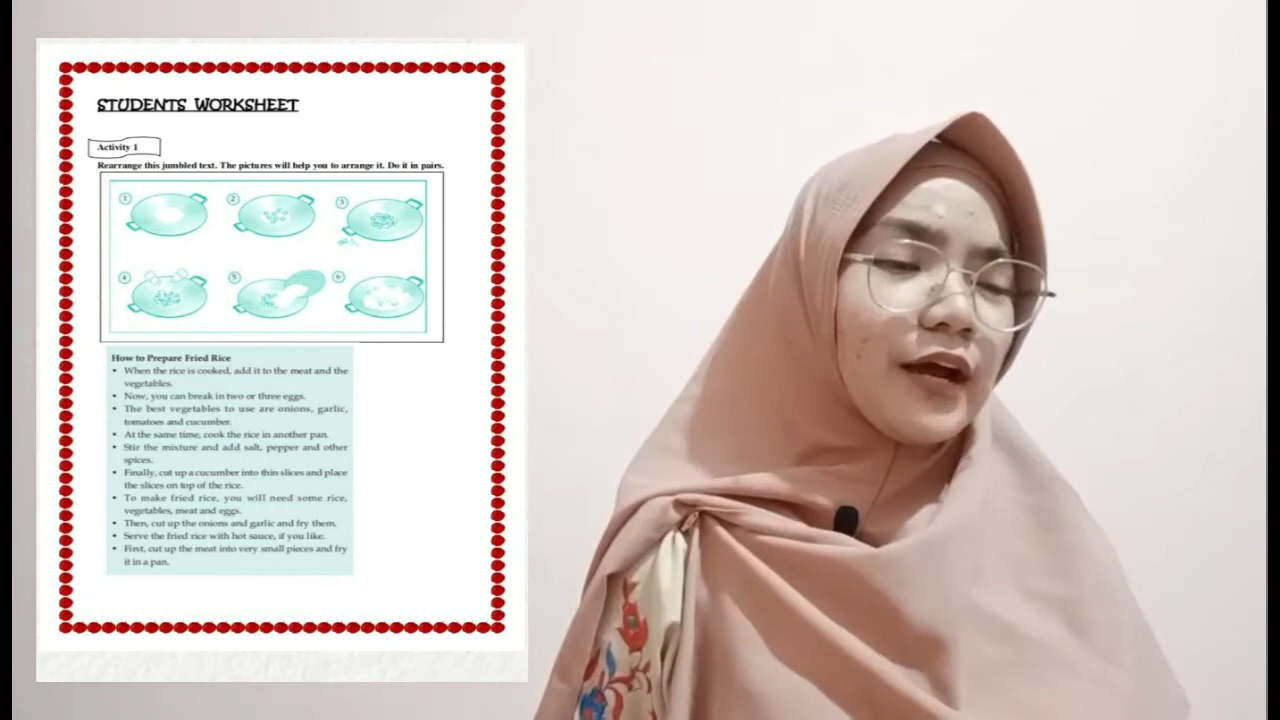 STUDENTS WORKSHEET
Activity 1
Rearrange this jumbled text. The pictures will help you to arrange it. Do it in pairs.
1
2
3
4
5
6
How to Prepare Fried Rice
• When the rice is cooked, add it to the meat and the
vegetables.
• Now, you can break in two or three eggs.
• The best vegetables to use are onions, garlic,
tomatoes and cucumber.
• At the same time, cook the rice in another pan.
• Stir the mixture and add salt, pepper and other
spices.
• Finally, cut up a cucumber into thin slices and place
the slices on top of the rice.
• To make fried rice, you will need some rice,
vegetables, meat and eggs.
• Then, cut up the onions and garlic and fry them.
• Serve the fried rice with hot sauce, if you like.
• First, cut up the meat into very small pieces and fry
it in a pan.